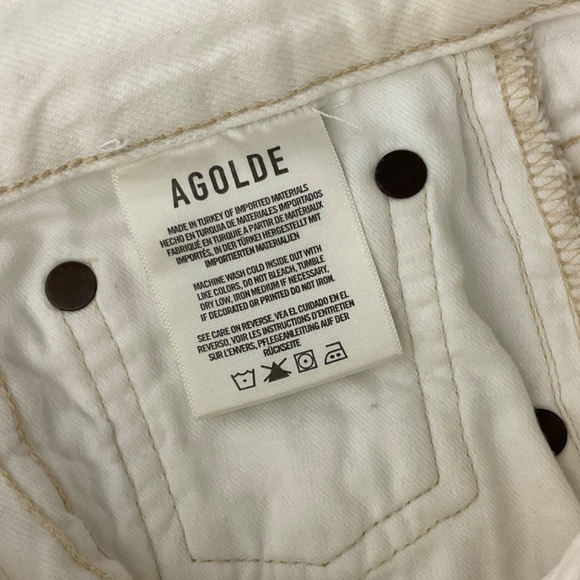 AGOLDE
MADE IN TURKEY OF IMPORTED MATERIALS
HECHO EN TURQUIA DE MATERIALES IMPORTADOS
FABRIQUÉ EN TURQUIE A PARTIR DE MATÉRIAUX
IMPORTÉS, IN DER TÜRKEI HERGESTELLT MIT
IMPORTIERTEN MATERIALIEN
MACHINE WASH COLD INSIDE OUT WITH
LIKE COLORS, DO NOT BLEACH, TUMBLE
DRY LOW, IRON MEDIUM IF NECESSARY,
IF DECORATED OR PRINTED DO NOT IRON.
SEE CARE ON REVERSE, VEA EL CUIDADO EN EL
REVERSO, VOIR LES INSTRUCTIONS D'ENTRETIEN
SUR L'ENVERS, PFLEGEANLEITUNG AUF DER
RÜCKSEITE